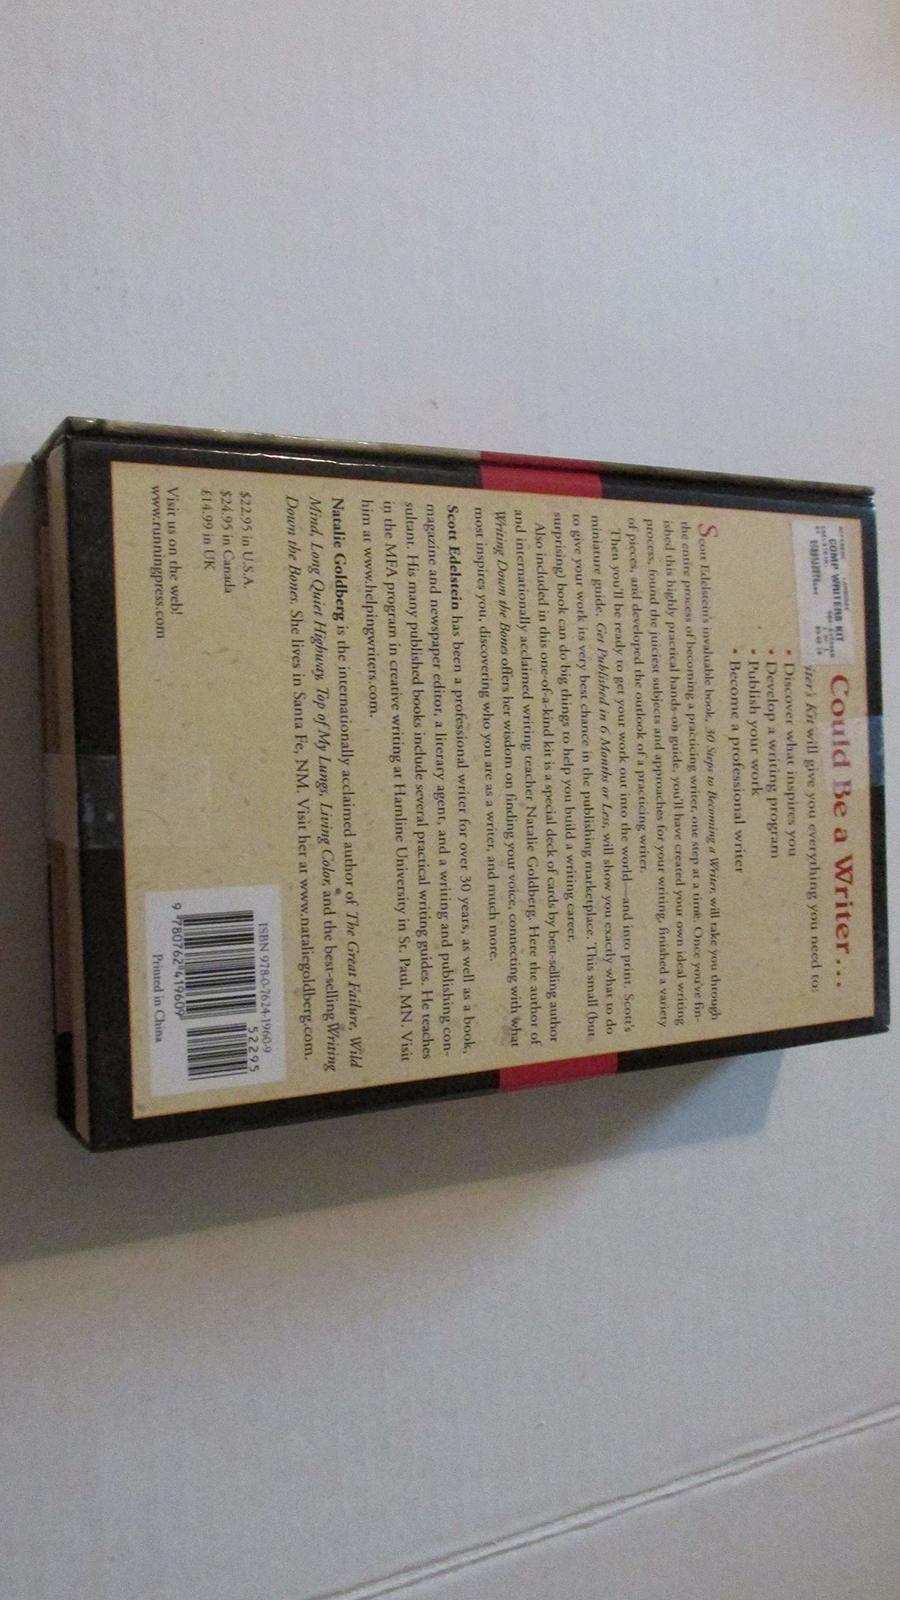 Could Be a Writer...
COMP WRITERS KIT
Kit will give you everything you need to:
• Discover what inspires you
• Develop a writing program
• Publish your work
• Become a professional writer
Scott Edelstein's invaluable book, 30 Steps to Becoming a Writer, will take you through
the entire process of becoming a practicing writer, one step at a time. Once you've fin-
ished this highly practical hands-on guide, you'll have created your own ideal writing
process, found the juiciest subjects and approaches for your writing, finished a variety
of pieces, and developed the outlook of a practicing writer.
Then you'll be ready to get your work out into the world—and into print. Scott's
miniature guide, Get Published in 6 Months or Less, will show you exactly what to do
to give your work its very best chance in the publishing marketplace. This small (but
surprising) book can do big things to help you build a writing career.
Also included in this one-of-a-kind kit is a special deck of cards by best-selling author
and internationally acclaimed writing teacher Natalie Goldberg. Here the author of
Writing Down the Bones offers her wisdom on finding your voice, connecting with what
most inspires you, discovering who you are as a writer, and much more.
Scott Edelstein has been a professional writer for over 30 years, as well as a book,
magazine and newspaper editor, a literary agent, and a writing and publishing con-
sultant. His many published books include several practical writing guides. He teaches
in the MFA program in creative writing at Hamline University in St. Paul, MN. Visit
him at www.helpingwriters.com.
Natalie Goldberg is the internationally acclaimed author of The Great Failure, Wild
Mind, Long Quiet Highway, Top of My Lungs, Living Color, and the best-selling Writing
Down the Bones. She lives in Santa Fe, NM. Visit her at www.nataliegoldberg.com.
$22.95 in U.S.A.
$24.95 in Canada
£14.99 in UK
Visit us on the web!
www.runningpress.com
ISBN 978-0-7624-1960-9
52295
9 780762 419609
Printed in China